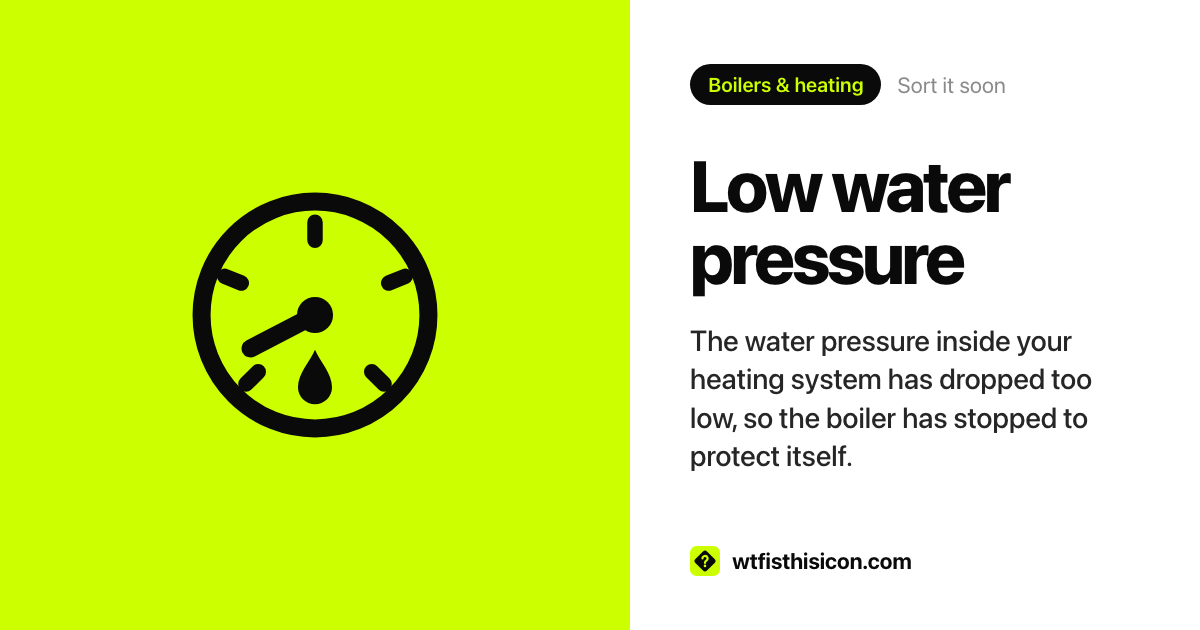 Boilers & heating
Sort it soon
Low water
pressure
The water pressure inside your
heating system has dropped too
low, so the boiler has stopped to
protect itself.
?
wtfisthisicon.com